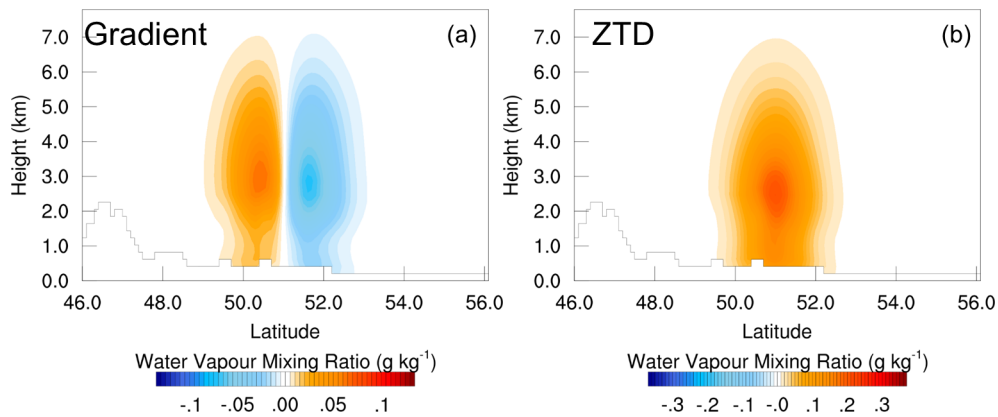 Gradient (a)
7.0
6.0
5.0
4.0
3.0
2.0
1.0
0.0
Height (km)
46.0 48.0 50.0 52.0 54.0 56.0
Latitude
Water Vapour Mixing Ratio (g kg⁻¹)
-.1 -.05 .00 .05 .1
ZTD (b)
7.0
6.0
5.0
4.0
3.0
2.0
1.0
0.0
Height (km)
46.0 48.0 50.0 52.0 54.0 56.0
Latitude
Water Vapour Mixing Ratio (g kg⁻¹)
-.3 -.2 -.1 -.0 .1 .2 .3